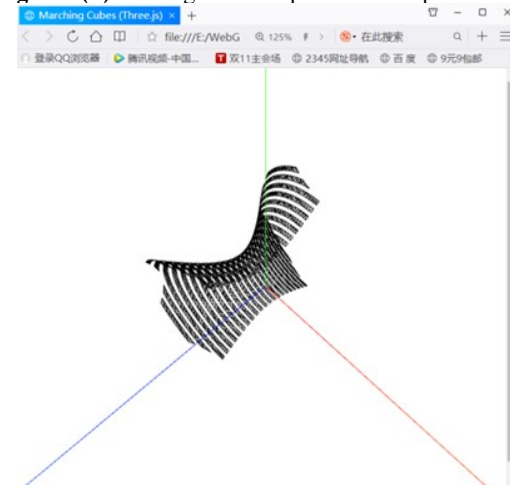 Marching Cubes (Three.js) × +
file:///E:/WebG 125% 在此搜索
登录QQ浏览器 腾讯视频-中国... 双11主会场 2345网址导航 百度 9元9包邮